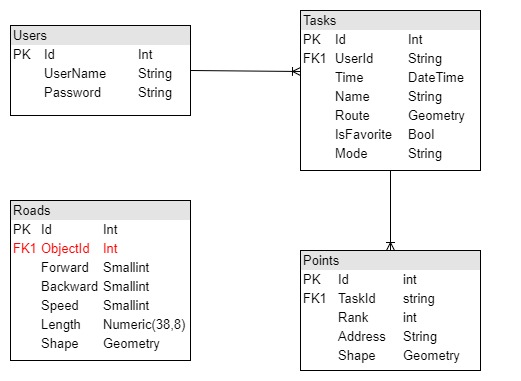 Users
PK Id Int
UserName String
Password String
Tasks
PK Id Int
FK1 UserId String
Time DateTime
Name String
Route Geometry
IsFavorite Bool
Mode String
Roads
PK Id Int
FK1 ObjectId Int
Forward Smallint
Backward Smallint
Speed Smallint
Length Numeric(38,8)
Shape Geometry
Points
PK Id int
FK1 TaskId string
Rank int
Address String
Shape Geometry